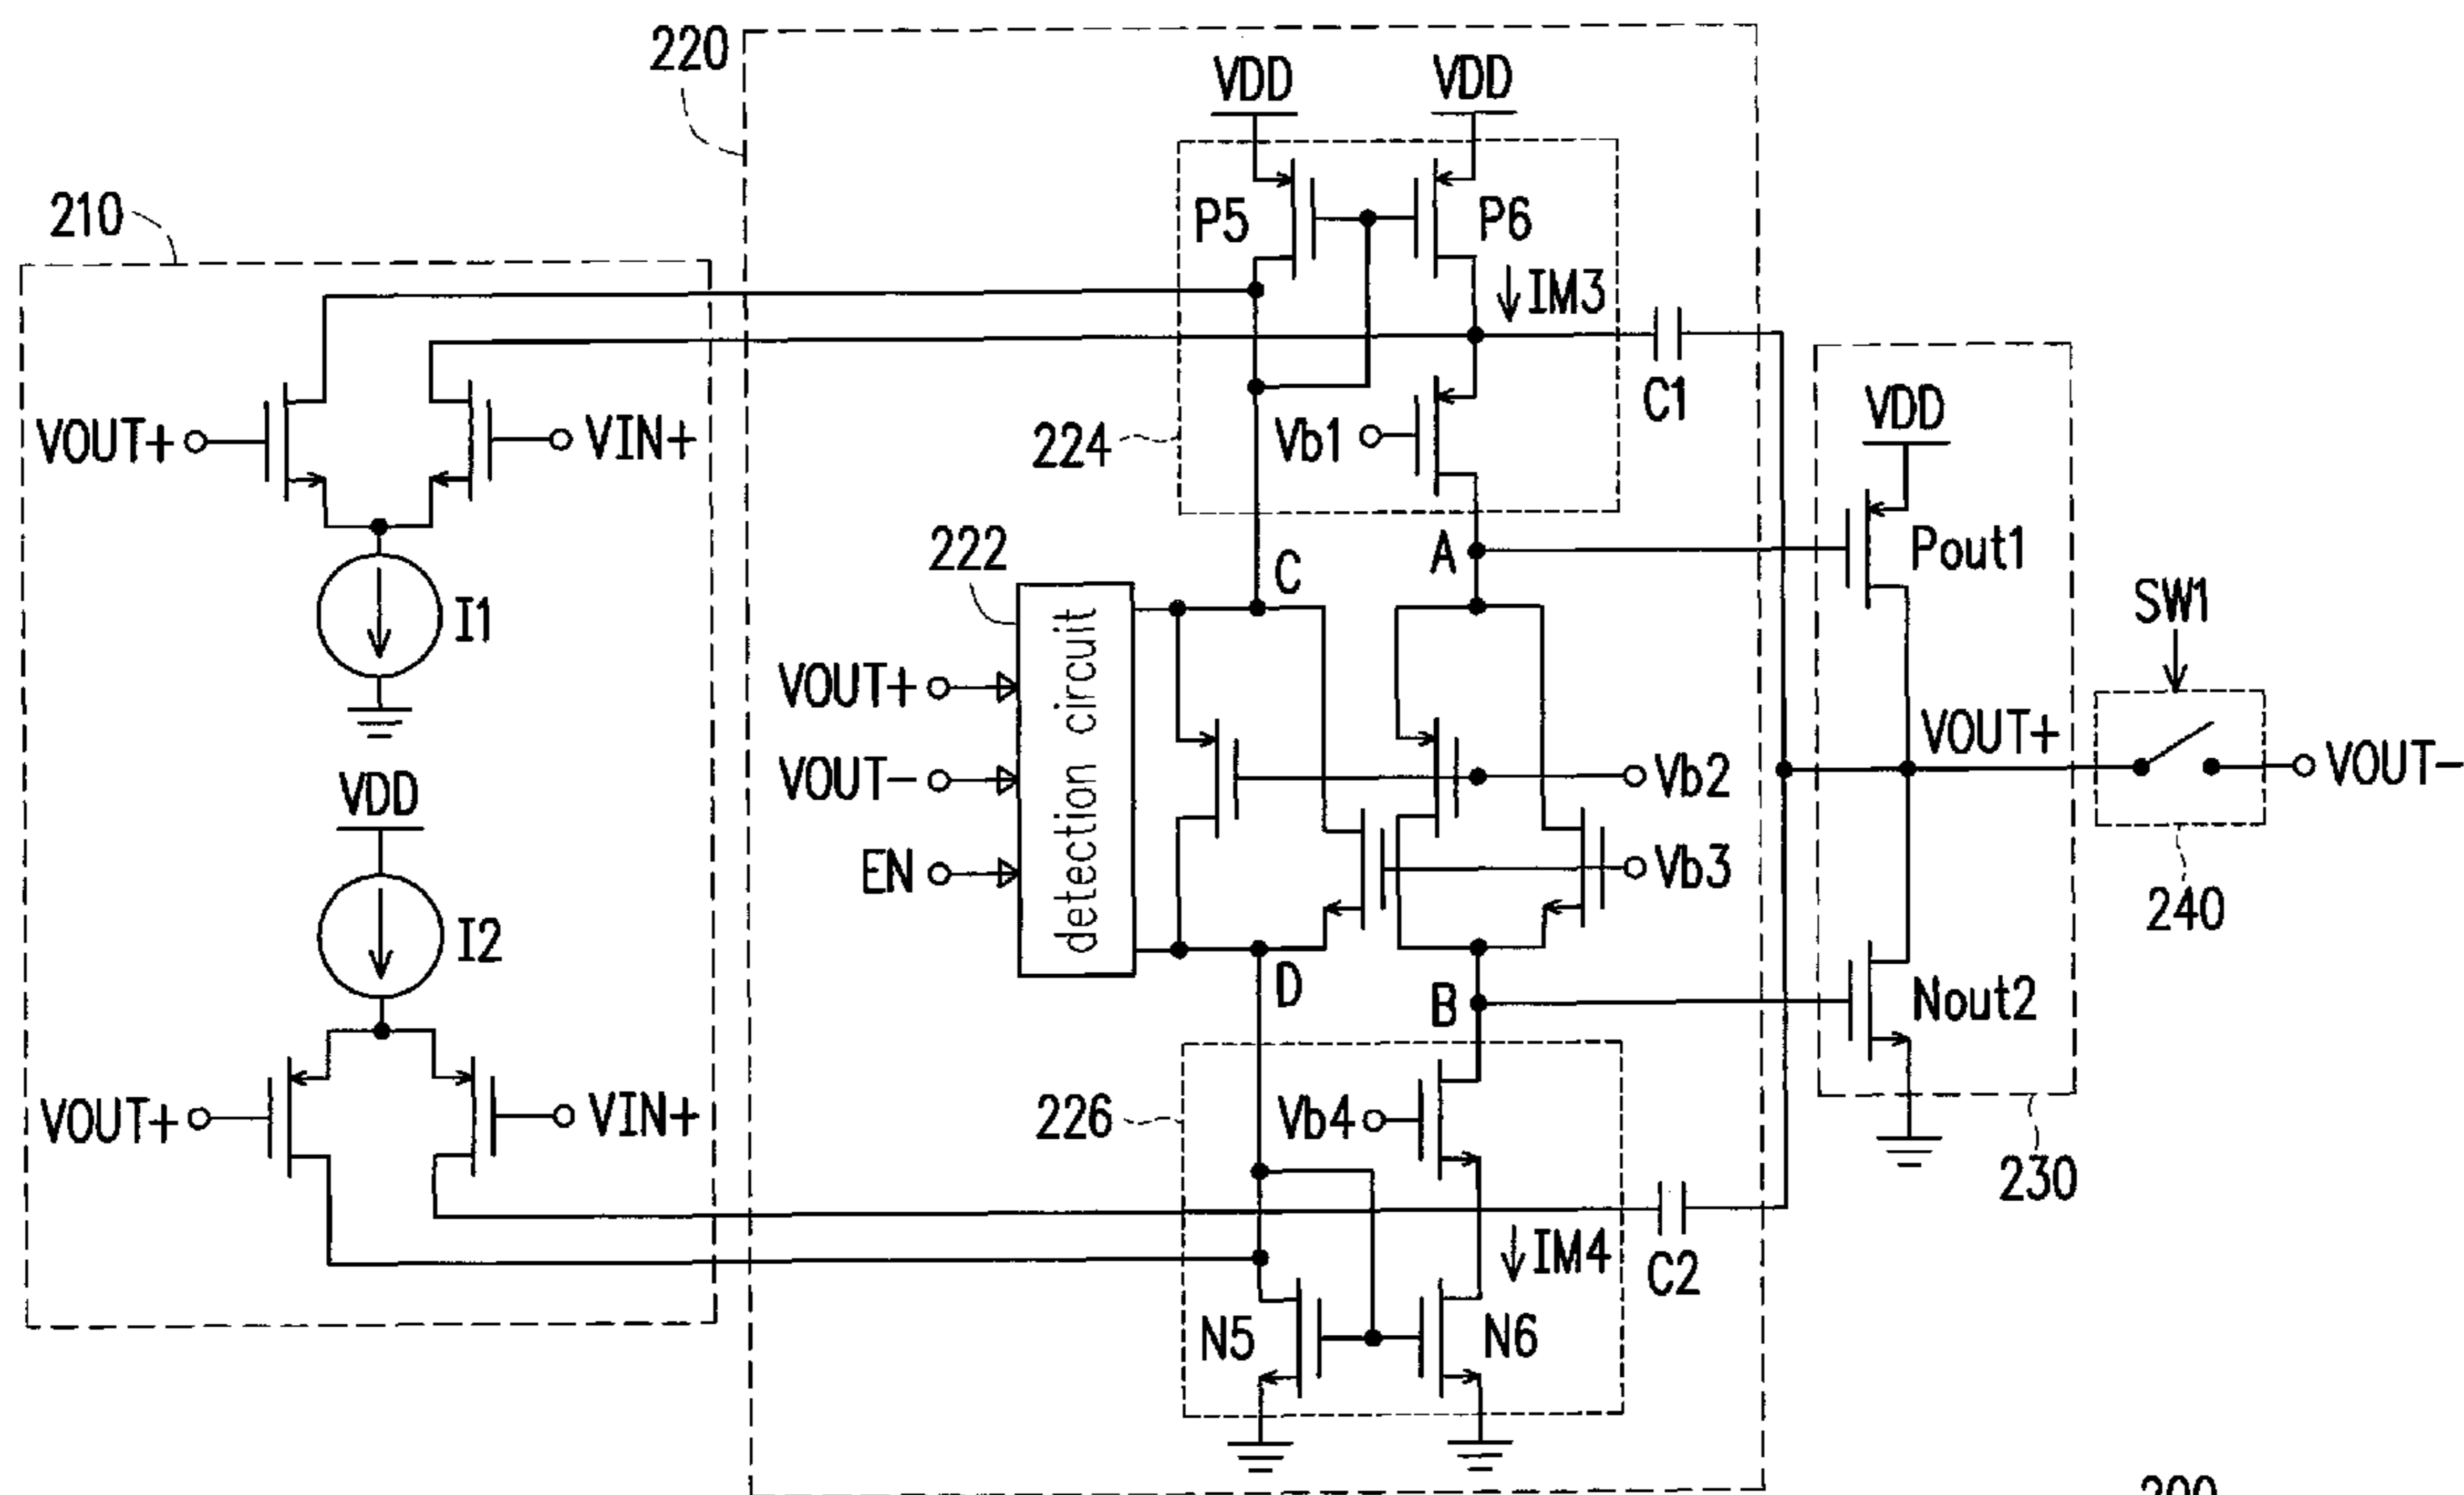 220
VDD
VDD
210
P5
P6
IM3
C1
VDD
VOUT+
VIN+
224
Vb1
222
C
A
Pout1
I1
SW1
detection circuit
VOUT+
VOUT+
VOUT-
VOUT-
Vb2
VDD
EN
Vb3
240
I2
D
B
Nout2
VOUT+
VIN+
226
Vb4
230
IM4
C2
N5
N6